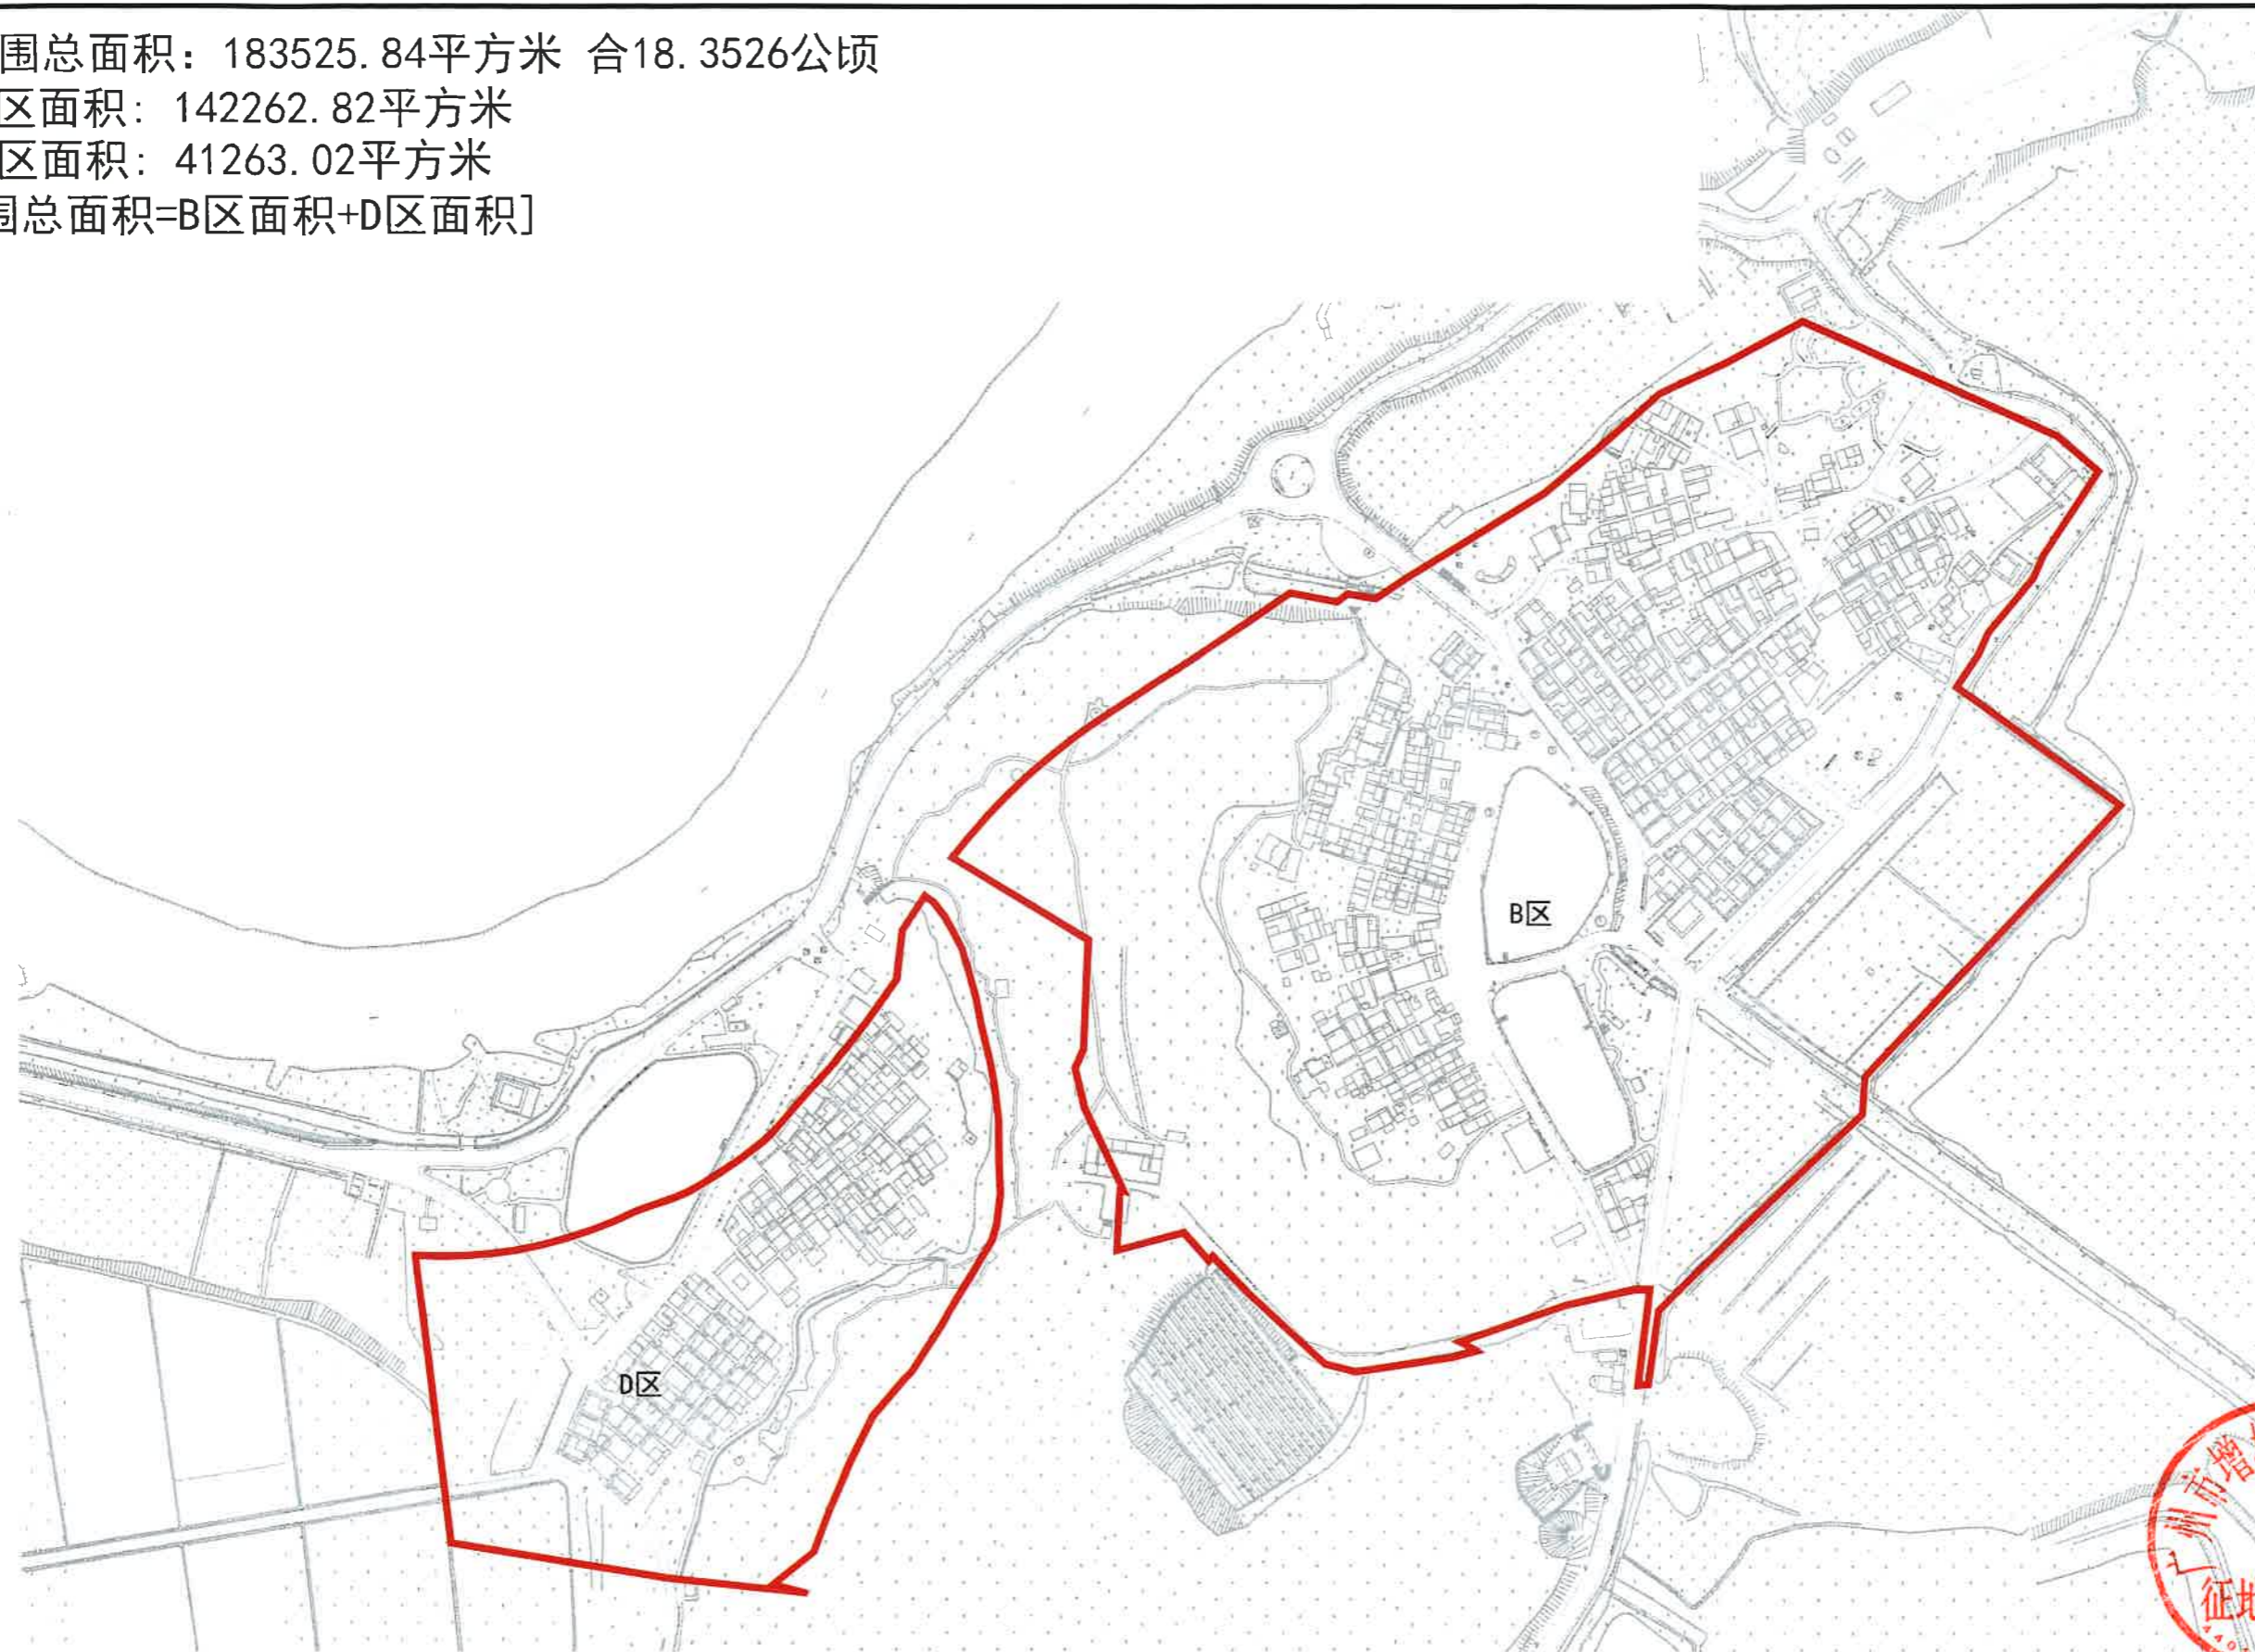 围总面积：183525.84平方米 合18.3526公顷
区面积：142262.82平方米
区面积：41263.02平方米
围总面积=B区面积+D区面积]
B区
D区
广州市增
征地